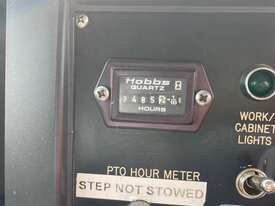 Hobbs
QUARTZ
HOURS
WORK/
CABINET
LIGHTS
PTO HOUR METER
STEP NOT STOWED